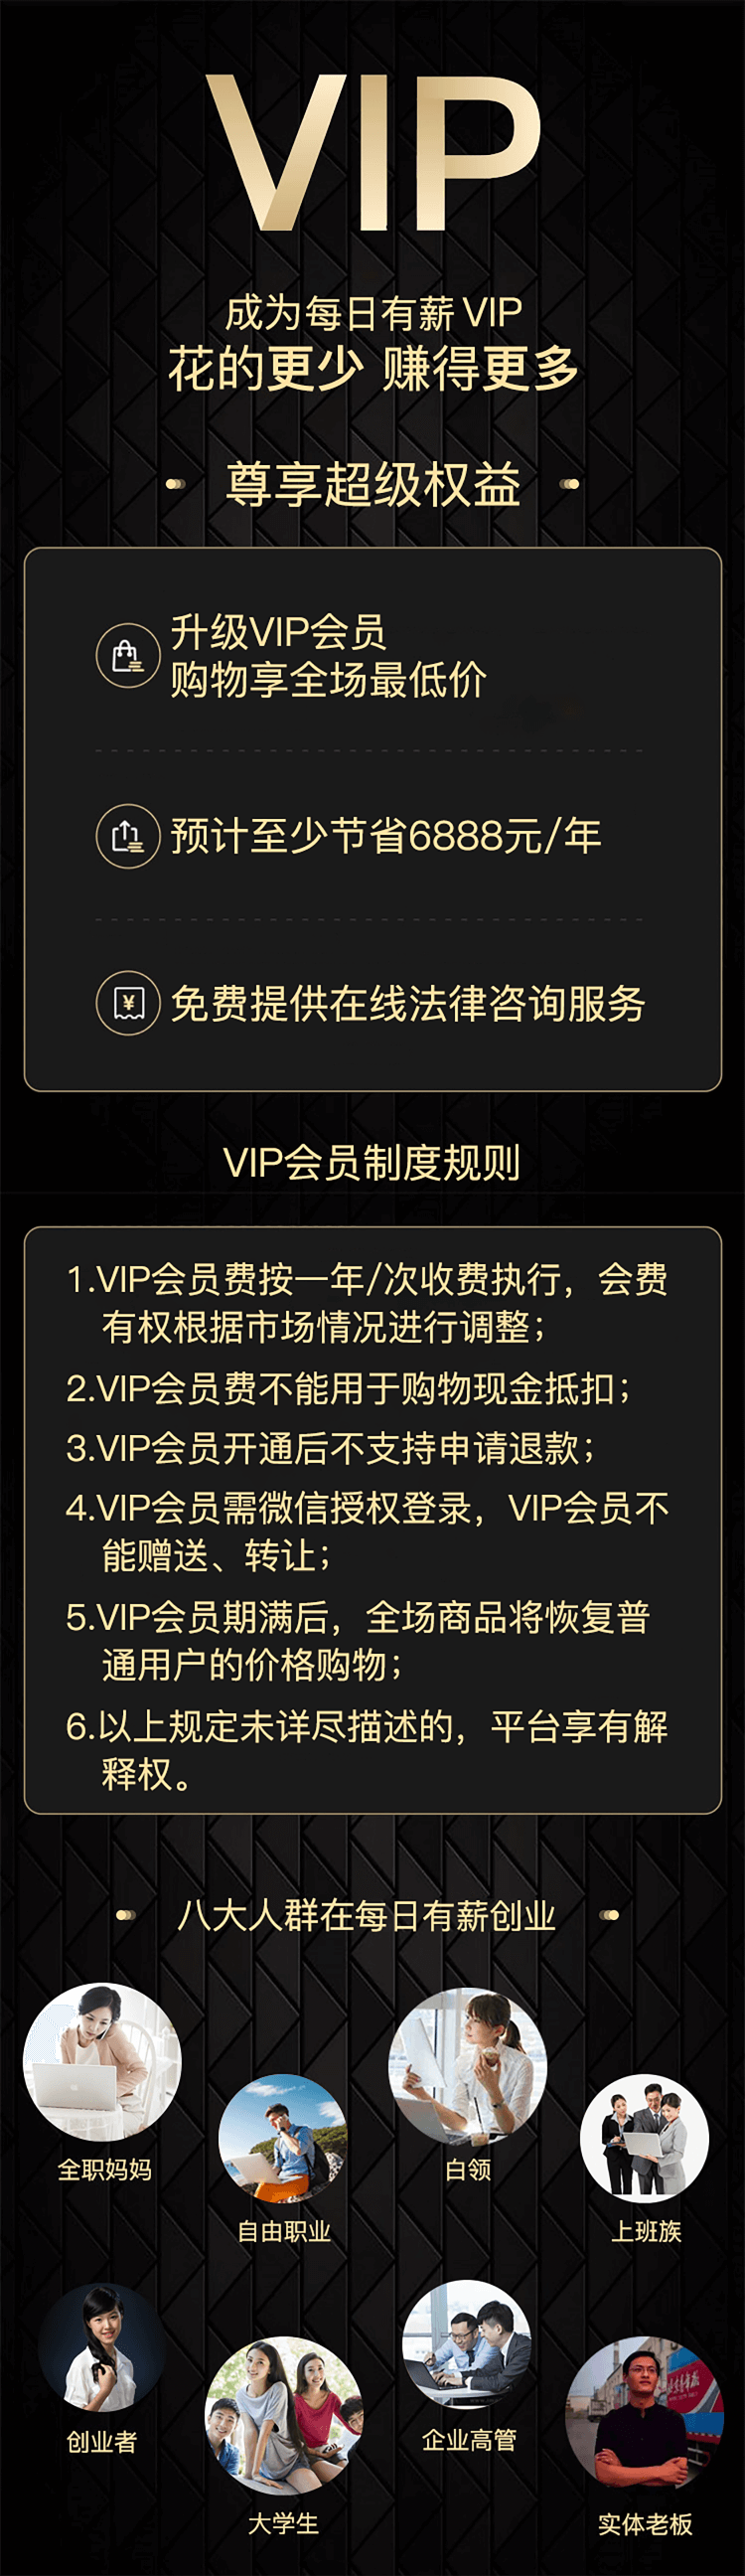 VIP
成为每日有薪 VIP
花的更少 赚得更多
尊享超级权益
升级VIP会员
购物享全场最低价
预计至少节省6888元/年
免费提供在线法律咨询服务
VIP会员制度规则
1.VIP会员费按一年/次收费执行，会费
有权根据市场情况进行调整；
2.VIP会员费不能用于购物现金抵扣；
3.VIP会员开通后不支持申请退款；
4.VIP会员需微信授权登录，VIP会员不
能赠送、转让；
5.VIP会员期满后，全场商品将恢复普
通用户的价格购物；
6.以上规定未详尽描述的，平台享有解
释权。
八大人群在每日有薪创业
全职妈妈
白领
自由职业
上班族
创业者
企业高管
大学生
实体老板